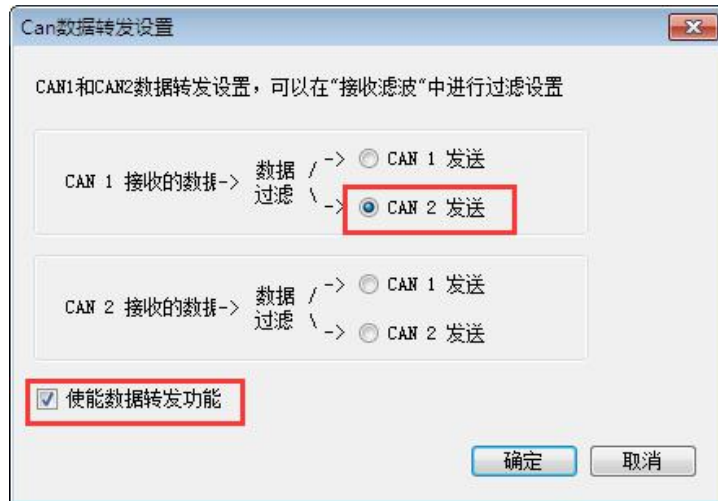 Can数据转发设置
CAN1和CAN2数据转发设置，可以在"接收滤波"中进行过滤设置
-> CAN 1 发送
CAN 1 接收的数据-> 数据过滤 / \
-> CAN 2 发送
-> CAN 1 发送
CAN 2 接收的数据-> 数据过滤 / \
-> CAN 2 发送
使能数据转发功能
确定 取消